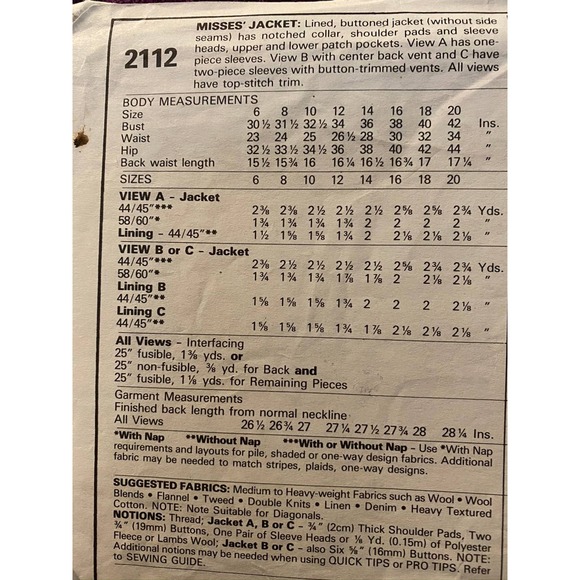 MISSES' JACKET: Lined, buttoned jacket (without side
seams) has notched collar, shoulder pads and sleeve
heads, upper and lower patch pockets. View A has one-
2112 piece sleeves. View B with center back vent and C have
two-piece sleeves with button-trimmed vents. All views
have top-stitch trim.
BODY MEASUREMENTS
Size 6 8 10 12 14 16 18 20
Bust 30½ 31½ 32½ 34 36 38 40 42 Ins.
Waist 23 24 25 26½ 28 30 32 34 "
Hip 32½ 33½ 34½ 36 38 40 42 44 "
Back waist length 15½ 15¾ 16 16¼ 16½ 16¾ 17 17¼ "
SIZES 6 8 10 12 14 16 18 20
VIEW A - Jacket
44/45"*** 2⅜ 2⅜ 2½ 2½ 2½ 2⅝ 2⅝ 2¾ Yds.
58/60"* 1¾ 1¾ 1¾ 1¾ 2 2 2 2⅛ "
Lining - 44/45"** 1½ 1⅝ 1⅝ 1¾ 2 2⅛ 2⅛ 2⅛ "
VIEW B or C - Jacket
44/45"*** 2⅜ 2½ 2½ 2½ 2½ 2⅝ 2¾ 2¾ Yds.
58/60"* 1¾ 1¾ 1¾ 1⅞ 1⅞ 2 2⅛ 2⅛ "
Lining B
44/45"** 1⅝ 1⅝ 1⅝ 1¾ 2 2 2⅛ 2⅛ "
Lining C
44/45"** 1⅝ 1⅝ 1⅝ 1¾ 1⅞ 2⅛ 2⅛ 2⅛ "
All Views - Interfacing
25" fusible, 1⅜ yds. or
25" non-fusible, ⅜ yd. for Back and
25" fusible, 1⅛ yds. for Remaining Pieces
Garment Measurements
Finished back length from normal neckline
All Views 26½ 26¾ 27 27¼ 27½ 27¾ 28 28¼ Ins.
*With Nap **Without Nap ***With or Without Nap - Use *With Nap
requirements and layouts for pile, shaded or one-way design fabrics. Additional
fabric may be needed to match stripes, plaids, one-way designs.
SUGGESTED FABRICS: Medium to Heavy-weight Fabrics such as Wool • Wool
Blends • Flannel • Tweed • Double Knits • Linen • Denim • Heavy Textured
Cotton. NOTE: Note Suitable for Diagonals.
NOTIONS: Thread; Jacket A, B or C - ¾" (2cm) Thick Shoulder Pads, Two
¾" (19mm) Buttons, One Pair of Sleeve Heads or ⅛ Yd. (0.15m) of Polyester
Fleece or Lambs Wool; Jacket B or C - also Six ⅝" (16mm) Buttons. NOTE:
Additional notions may be needed when using QUICK TIPS or PRO TIPS. Refer
to SEWING GUIDE.